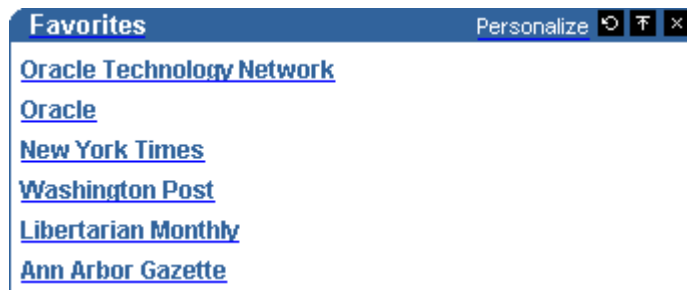 Favorites Personalize
Oracle Technology Network
Oracle
New York Times
Washington Post
Libertarian Monthly
Ann Arbor Gazette